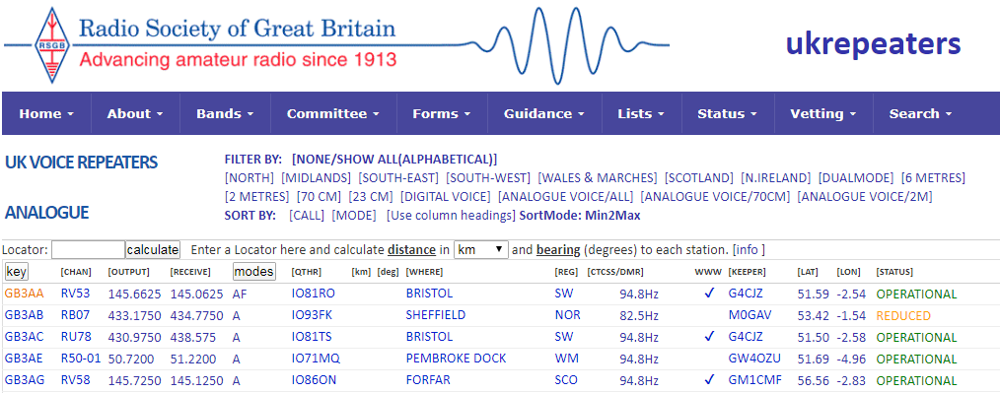 RSGB
Radio Society of Great Britain
Advancing amateur radio since 1913
ukrepeaters
Home About Bands Committee Forms Guidance Lists Status Vetting Search
UK VOICE REPEATERS
ANALOGUE
FILTER BY: [NONE/SHOW ALL(ALPHABETICAL)]
[NORTH] [MIDLANDS] [SOUTH-EAST] [SOUTH-WEST] [WALES & MARCHES] [SCOTLAND] [N.IRELAND] [DUALMODE] [6 METRES]
[2 METRES] [70 CM] [23 CM] [DIGITAL VOICE] [ANALOGUE VOICE/ALL] [ANALOGUE VOICE/70CM] [ANALOGUE VOICE/2M]
SORT BY: [CALL] [MODE] [Use column headings] SortMode: Min2Max
Locator: calculate Enter a Locator here and calculate distance in km and bearing (degrees) to each station. [info ]
key [CHAN] [OUTPUT] [RECEIVE] modes [QTHR] [km] [deg] [WHERE] [REG] [CTCSS/DMR] WWW [KEEPER] [LAT] [LON] [STATUS]
GB3AA RV53 145.6625 145.0625 AF IO81RO BRISTOL SW 94.8Hz ✓ G4CJZ 51.59 -2.54 OPERATIONAL
GB3AB RB07 433.1750 434.7750 A IO93FK SHEFFIELD NOR 82.5Hz M0GAV 53.42 -1.54 REDUCED
GB3AC RU78 430.9750 438.575 A IO81TS BRISTOL SW 94.8Hz ✓ G4CJZ 51.50 -2.58 OPERATIONAL
GB3AE R50-01 50.7200 51.2200 A IO71MQ PEMBROKE DOCK WM 94.8Hz GW4OZU 51.69 -4.96 OPERATIONAL
GB3AG RV58 145.7250 145.1250 A IO86ON FORFAR SCO 94.8Hz ✓ GM1CMF 56.56 -2.83 OPERATIONAL